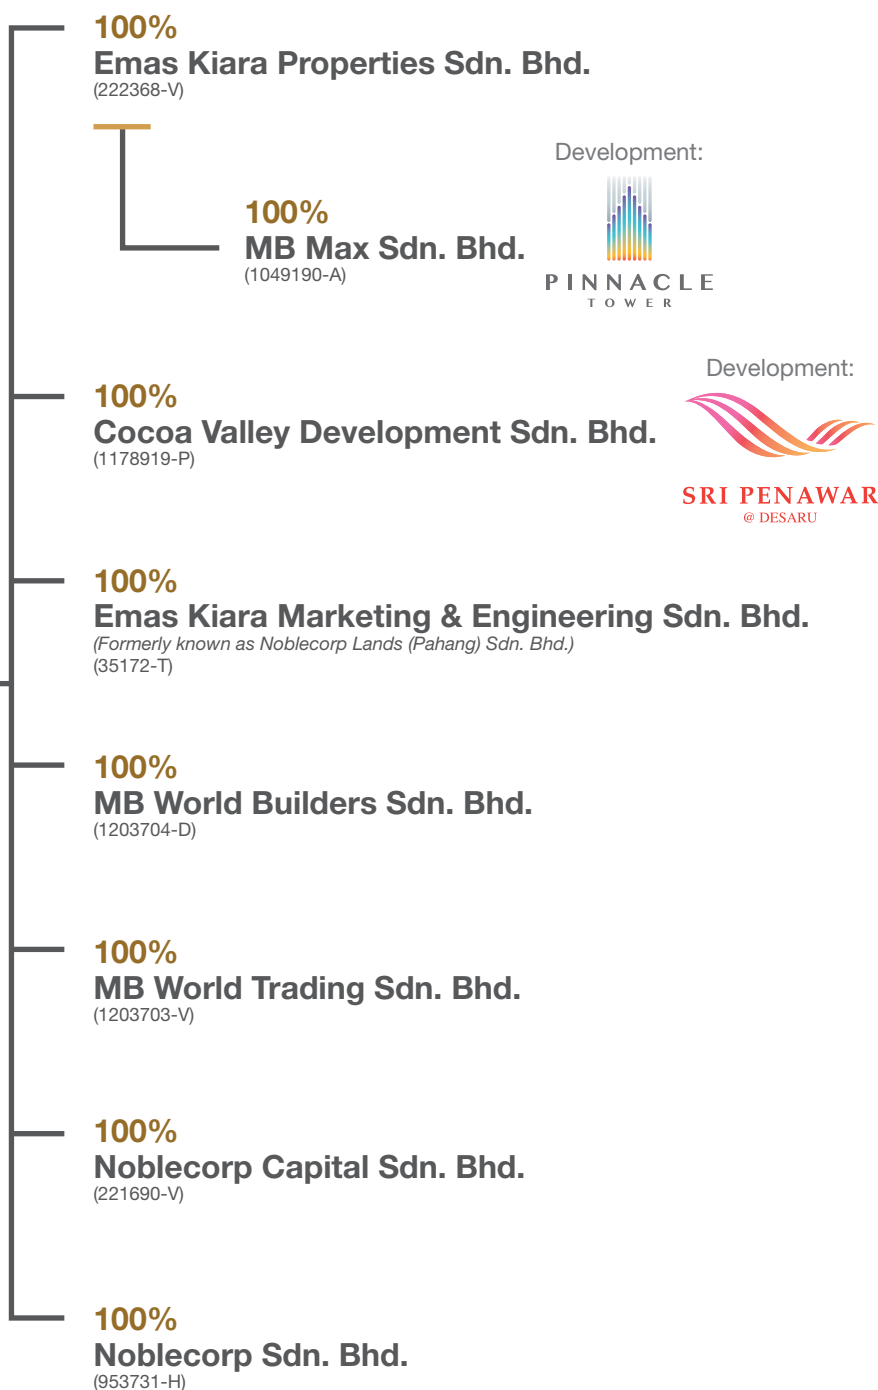 100%
Emas Kiara Properties Sdn. Bhd.
(222368-V)
Development:
PINNACLE
TOWER
100%
MB Max Sdn. Bhd.
(1049190-A)
Development:
SRI PENAWAR
@ DESARU
100%
Cocoa Valley Development Sdn. Bhd.
(1178919-P)
100%
Emas Kiara Marketing & Engineering Sdn. Bhd.
(Formerly known as Noblecorp Lands (Pahang) Sdn. Bhd.)
(35172-T)
100%
MB World Builders Sdn. Bhd.
(1203704-D)
100%
MB World Trading Sdn. Bhd.
(1203703-V)
100%
Noblecorp Capital Sdn. Bhd.
(221690-V)
100%
Noblecorp Sdn. Bhd.
(953731-H)